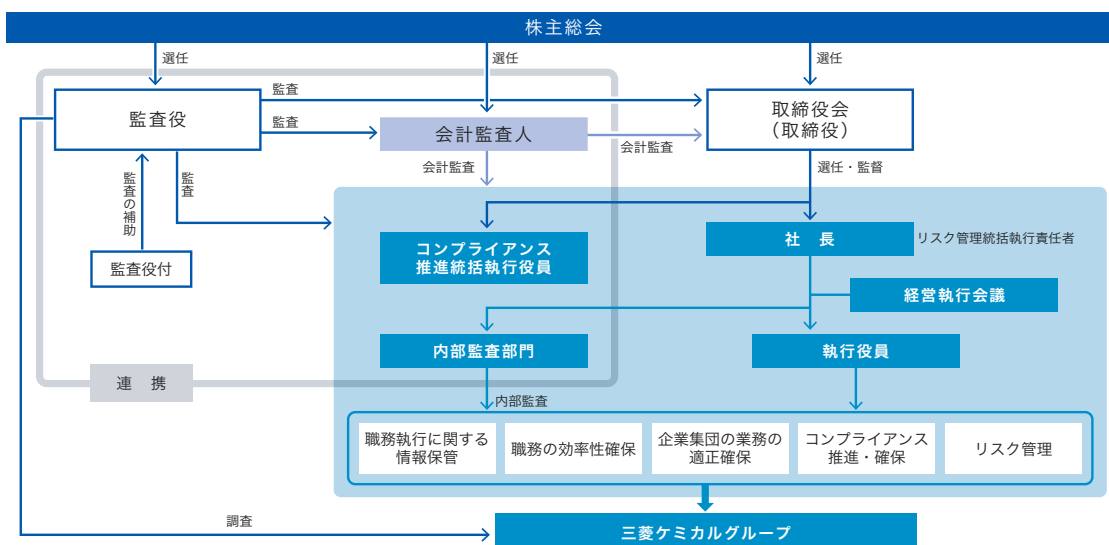 株主総会
選任
選任
選任
監査役
監査
監査
会計監査人
会計監査
取締役会
（取締役）
会計監査
選任・監督
監査の補助
監査
監査役付
コンプライアンス
推進統括執行役員
社　長
リスク管理統括執行責任者
経営執行会議
内部監査部門
執行役員
連　携
内部監査
職務執行に関する
情報保管
職務の効率性確保
企業集団の業務の
適正確保
コンプライアンス
推進・確保
リスク管理
調査
三菱ケミカルグループ